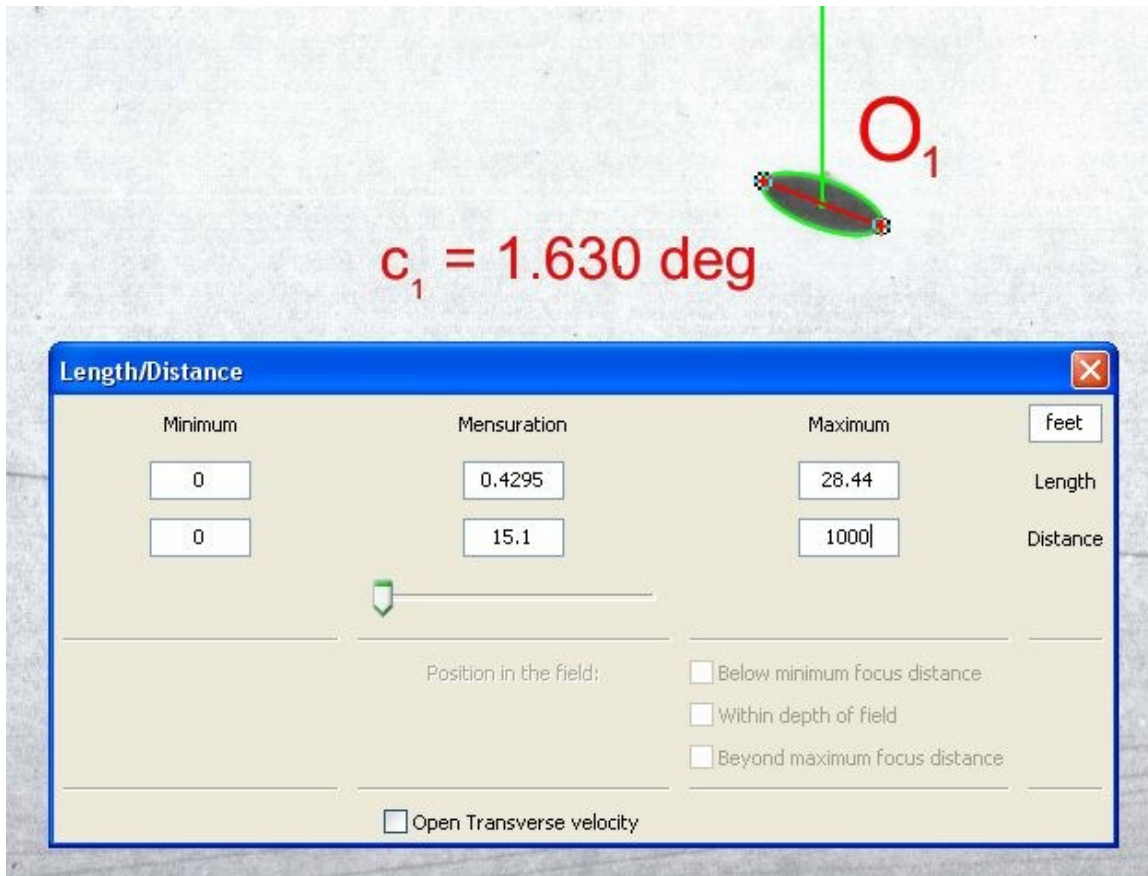 O₁
c₁ = 1.630 deg
Length/Distance
Minimum Mensuration Maximum feet
0 0.4295 28.44 Length
0 15.1 1000 Distance
Position in the field: Below minimum focus distance
Within depth of field
Beyond maximum focus distance
Open Transverse velocity